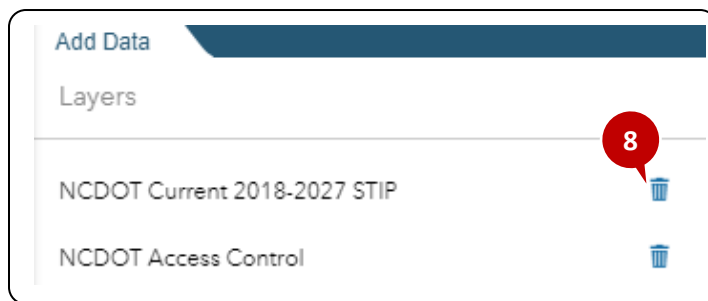 Add Data
Layers
8
NCDOT Current 2018-2027 STIP
NCDOT Access Control